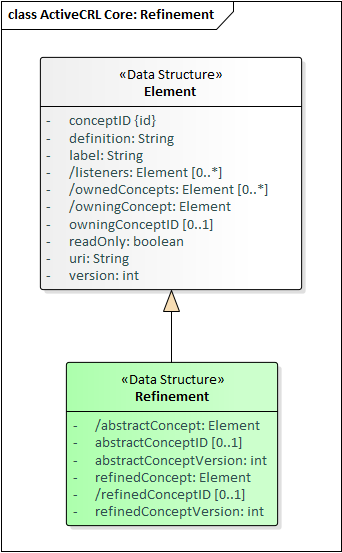 class ActiveCRL Core: Refinement
«Data Structure»
Element
- conceptID {id}
- definition: String
- label: String
- /listeners: Element [0..*]
- /ownedConcepts: Element [0..*]
- /owningConcept: Element
- owningConceptID [0..1]
- readOnly: boolean
- uri: String
- version: int
«Data Structure»
Refinement
- /abstractConcept: Element
- abstractConceptID [0..1]
- abstractConceptVersion: int
- refinedConcept: Element
- /refinedConceptID [0..1]
- refinedConceptVersion: int